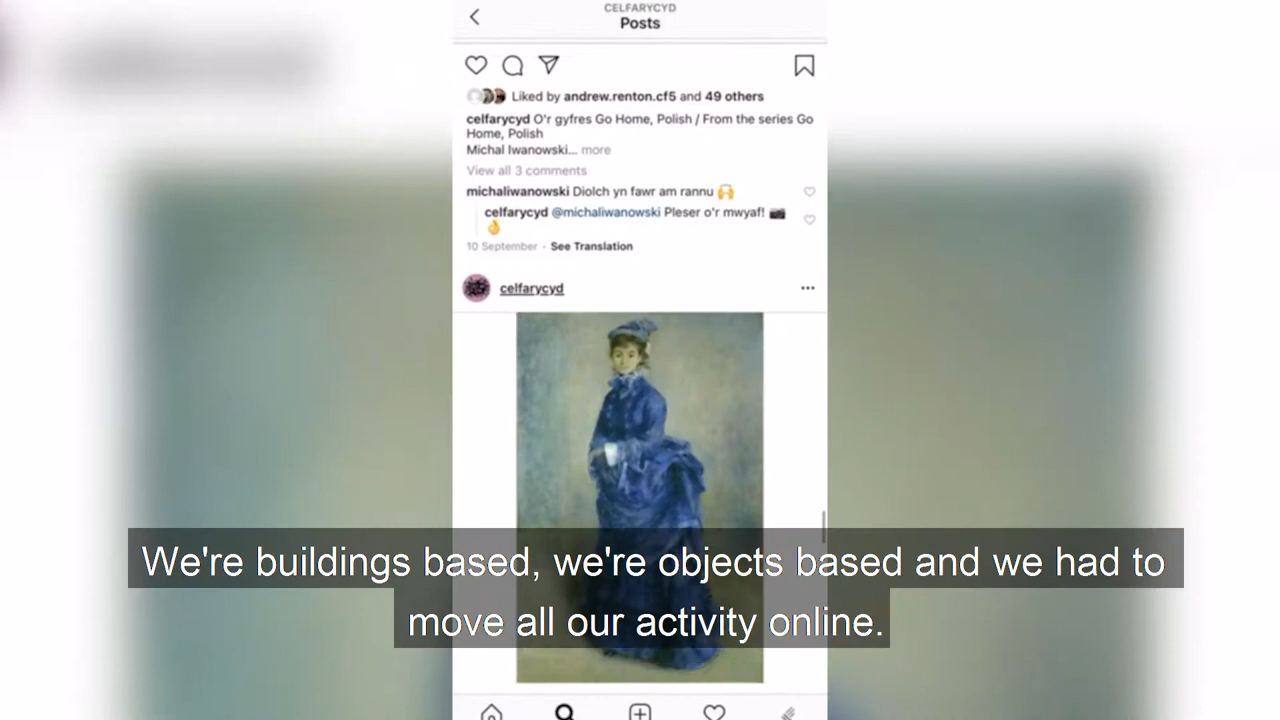 CELFARYCYD
Posts
Liked by andrew.renton.cf5 and 49 others
celfarycyd O'r gyfres Go Home, Polish / From the series Go
Home, Polish
Michal Iwanowski... more
View all 3 comments
michaliwanowski Diolch yn fawr am rannu 🙌
celfarycyd @michaliwanowski Pleser o'r mwyaf! 📷
👌
10 September · See Translation
celfarycyd
We're buildings based, we're objects based and we had to
move all our activity online.